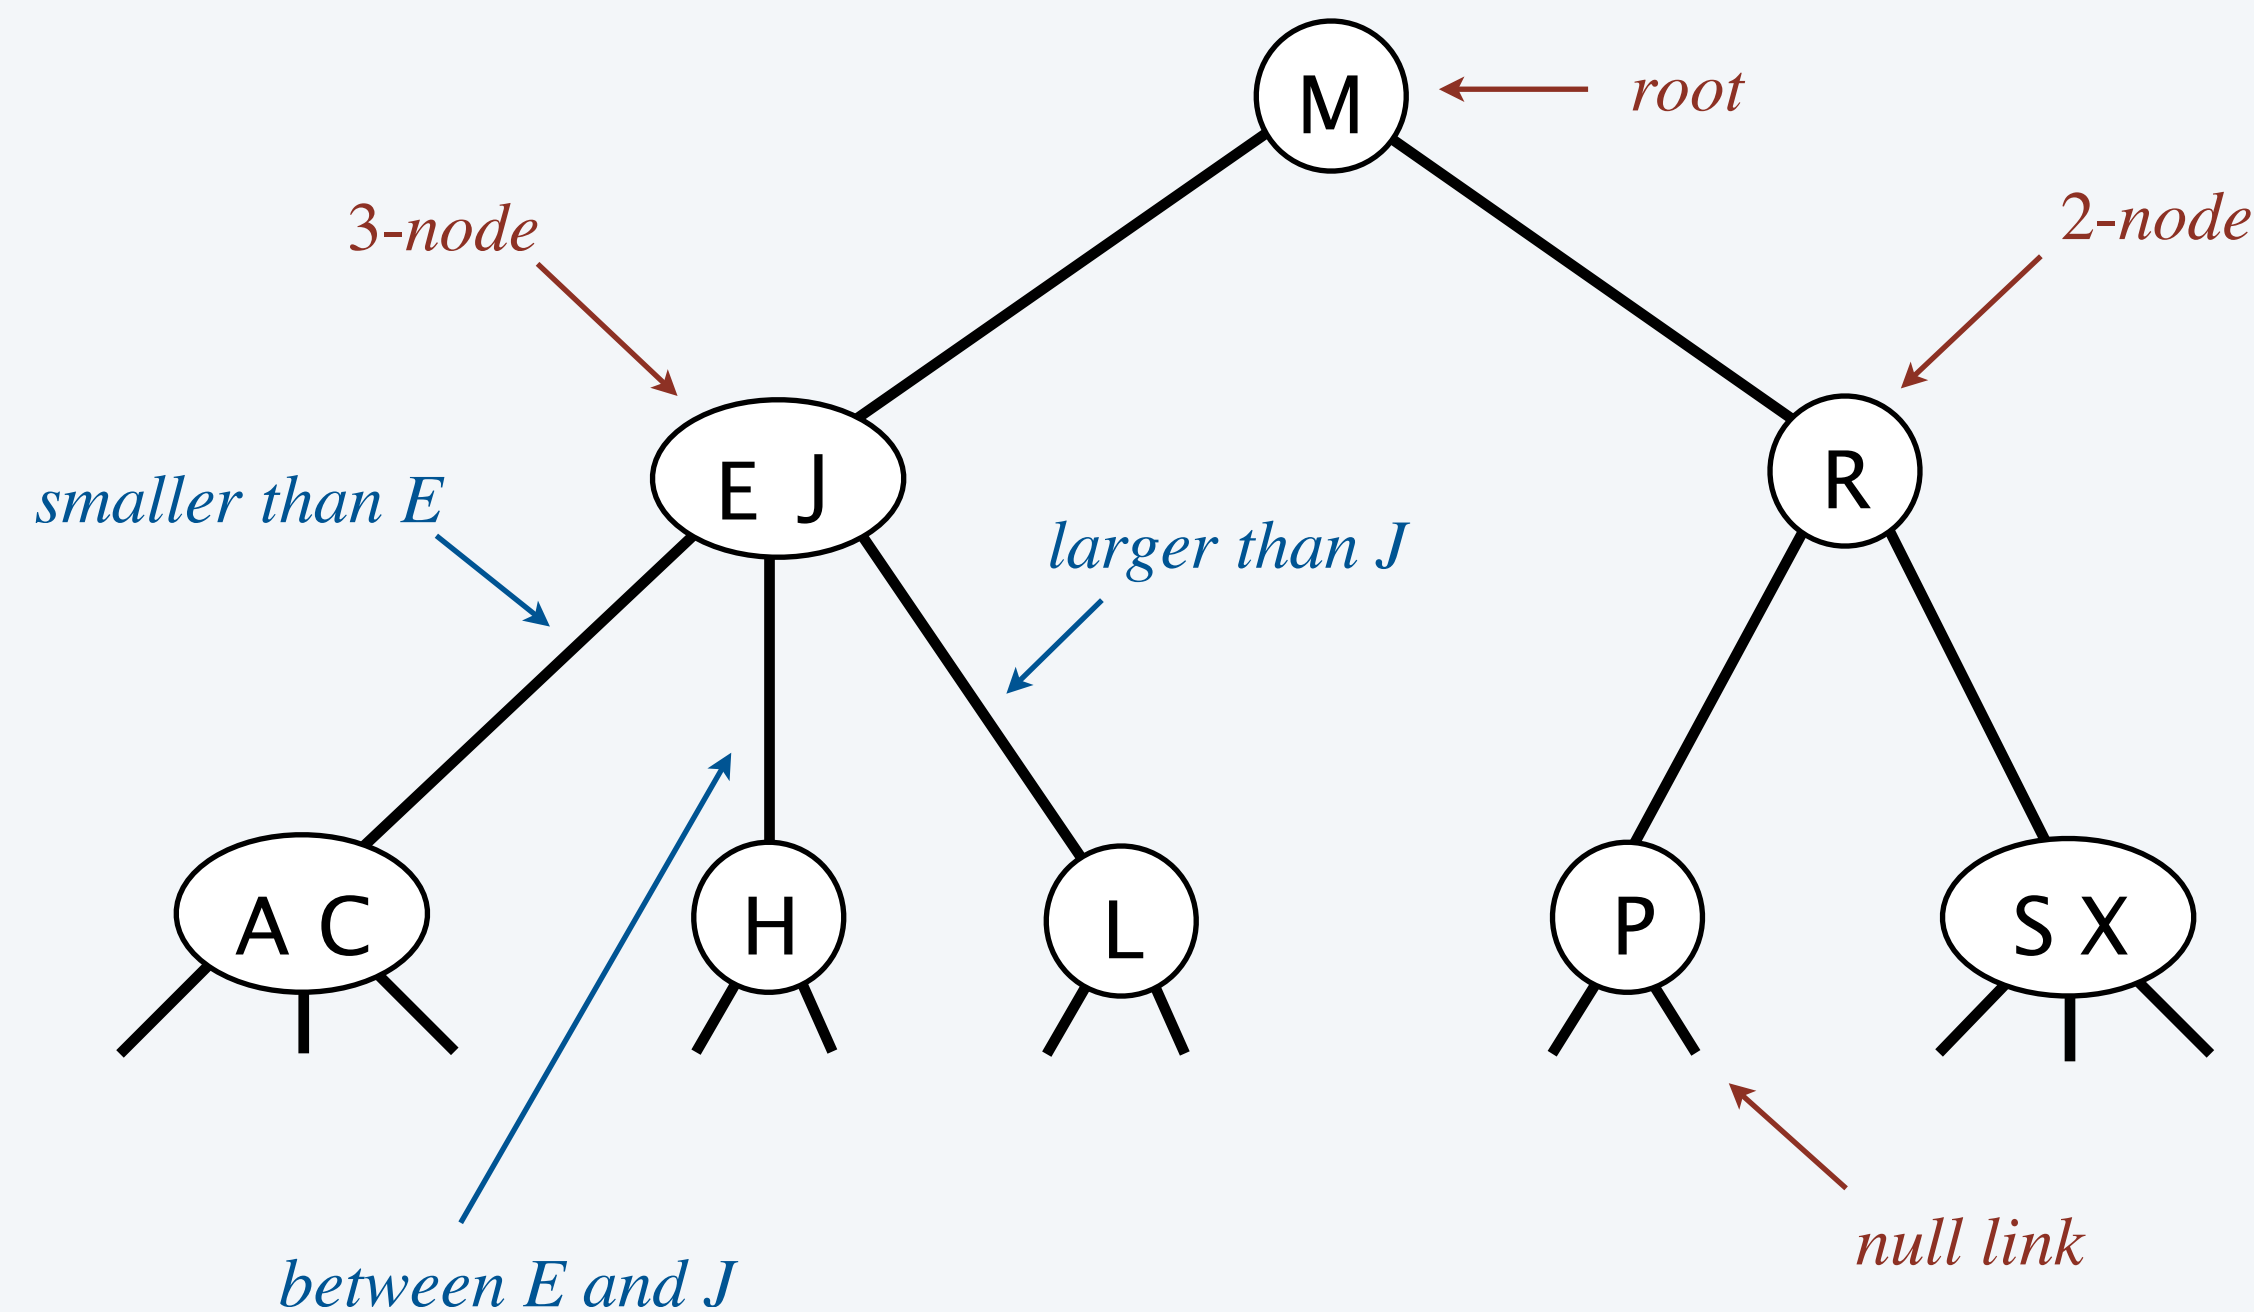 M
root
3-node
2-node
E J
R
smaller than E
larger than J
A C
H
L
P
S X
null link
between E and J